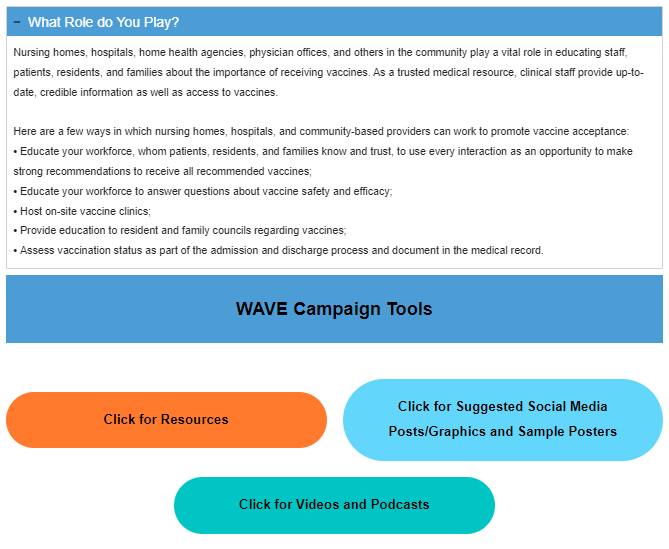 − What Role do You Play?
Nursing homes, hospitals, home health agencies, physician offices, and others in the community play a vital role in educating staff,
patients, residents, and families about the importance of receiving vaccines. As a trusted medical resource, clinical staff provide up-to-
date, credible information as well as access to vaccines.
Here are a few ways in which nursing homes, hospitals, and community-based providers can work to promote vaccine acceptance:
• Educate your workforce, whom patients, residents, and families know and trust, to use every interaction as an opportunity to make
strong recommendations to receive all recommended vaccines;
• Educate your workforce to answer questions about vaccine safety and efficacy;
• Host on-site vaccine clinics;
• Provide education to resident and family councils regarding vaccines;
• Assess vaccination status as part of the admission and discharge process and document in the medical record.
WAVE Campaign Tools
Click for Resources
Click for Suggested Social Media
Posts/Graphics and Sample Posters
Click for Videos and Podcasts